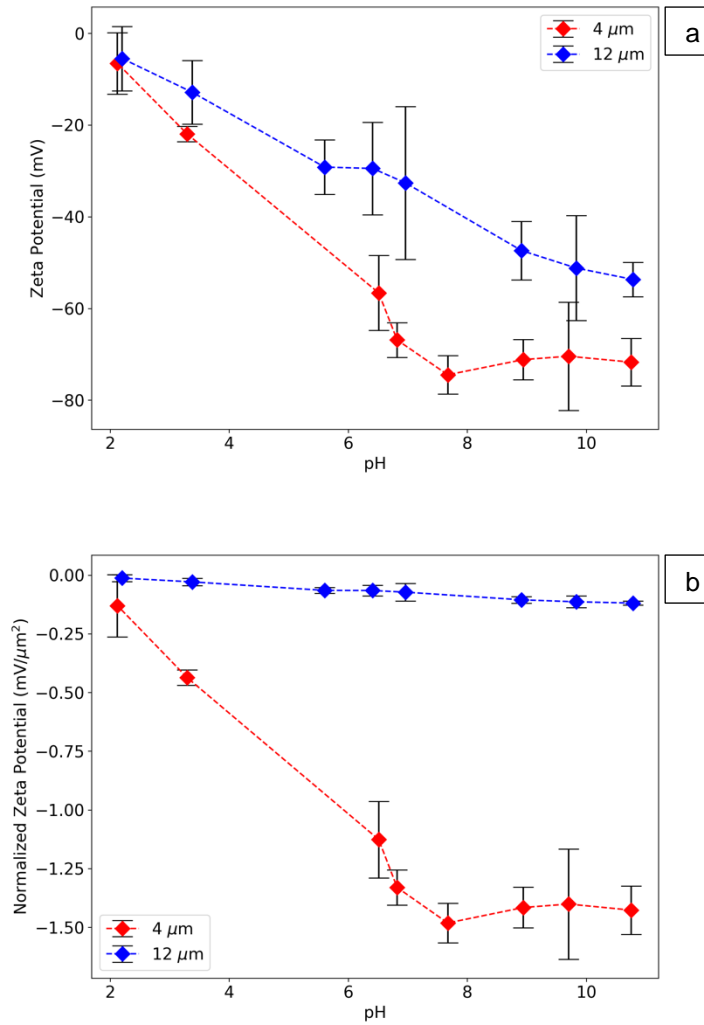 a
4 μm
12 μm
0
−20
−40
−60
−80
Zeta Potential (mV)
2
4
6
8
10
pH
b
0.00
−0.25
−0.50
−0.75
−1.00
−1.25
−1.50
Normalized Zeta Potential (mV/μm²)
4 μm
12 μm
2
4
6
8
10
pH